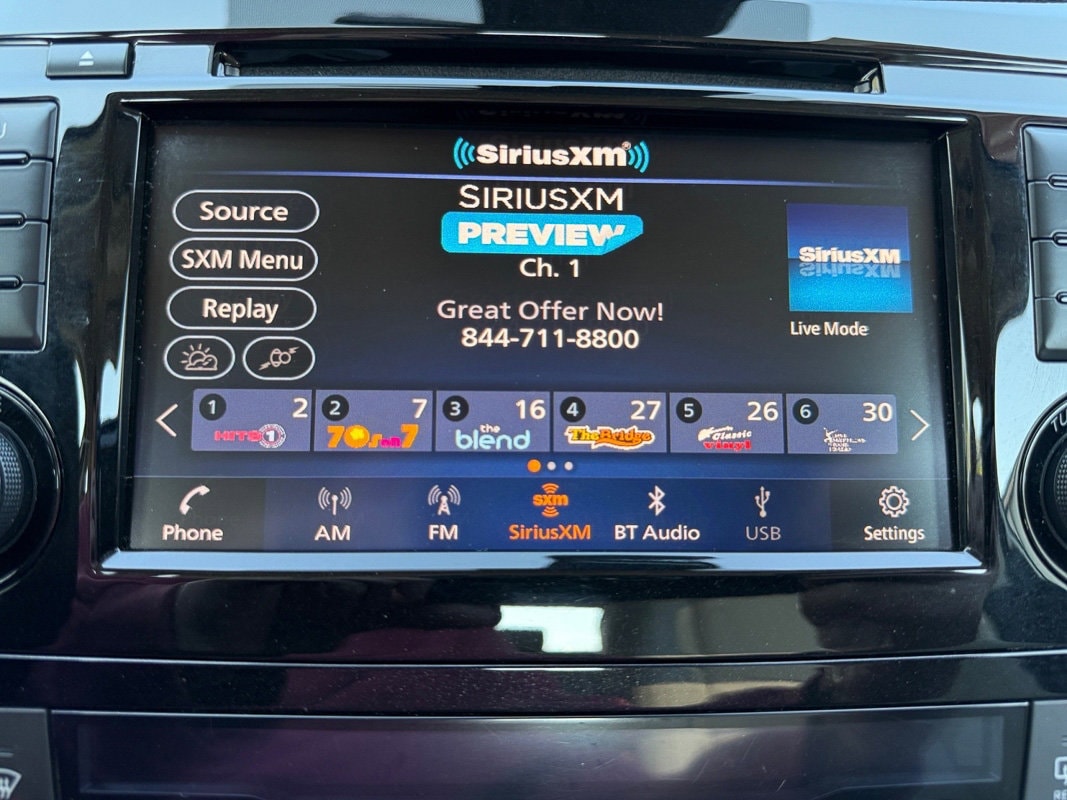 SiriusXM®
SIRIUSXM
PREVIEW
Ch. 1
Great Offer Now!
844-711-8800
Source
SXM Menu
Replay
SiriusXM
Live Mode
1 2
HITS 1
2 7
70s on 7
3 16
the
blend
4 27
The Bridge
5 26
Classic
vinyl
6 30
Phone
AM
FM
sxm
SiriusXM
BT Audio
USB
Settings